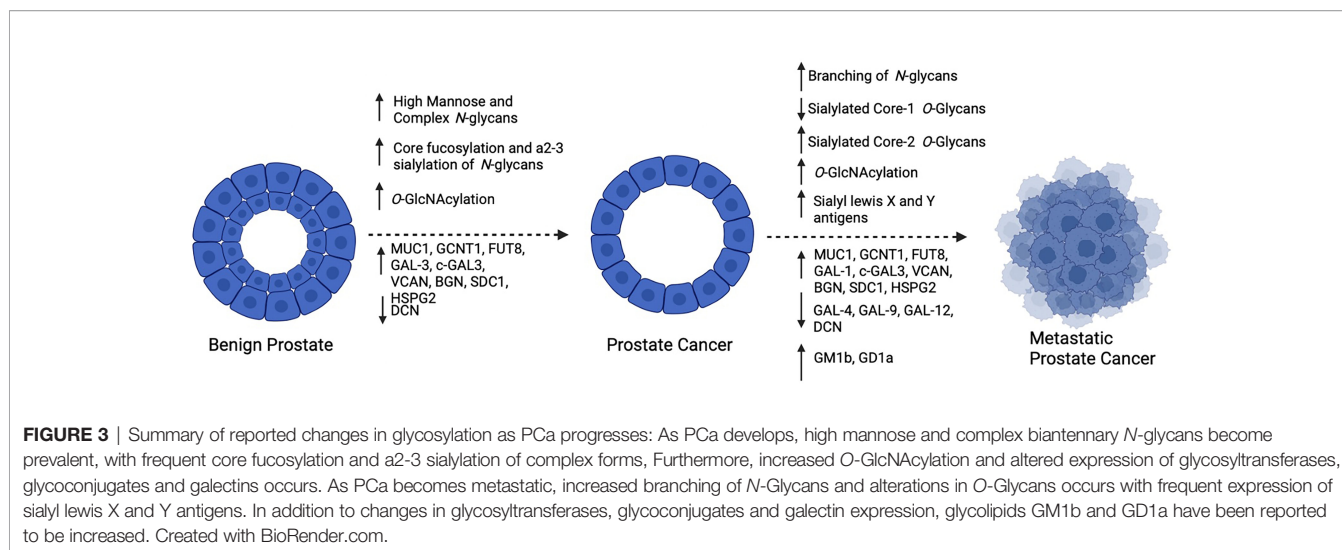 High Mannose and
Complex N-glycans
Core fucosylation and a2-3
sialylation of N-glycans
O-GlcNAcylation
MUC1, GCNT1, FUT8,
GAL-3, c-GAL3,
VCAN, BGN, SDC1,
HSPG2
DCN
Benign Prostate
Prostate Cancer
Branching of N-glycans
Sialylated Core-1 O-Glycans
Sialylated Core-2 O-Glycans
O-GlcNAcylation
Sialyl lewis X and Y
antigens
MUC1, GCNT1, FUT8,
GAL-1, c-GAL3, VCAN,
BGN, SDC1, HSPG2
GAL-4, GAL-9, GAL-12,
DCN
GM1b, GD1a
Metastatic
Prostate Cancer
FIGURE 3 | Summary of reported changes in glycosylation as PCa progresses: As PCa develops, high mannose and complex biantennary N-glycans become
prevalent, with frequent core fucosylation and a2-3 sialylation of complex forms, Furthermore, increased O-GlcNAcylation and altered expression of glycosyltransferases,
glycoconjugates and galectins occurs. As PCa becomes metastatic, increased branching of N-Glycans and alterations in O-Glycans occurs with frequent expression of
sialyl lewis X and Y antigens. In addition to changes in glycosyltransferases, glycoconjugates and galectin expression, glycolipids GM1b and GD1a have been reported
to be increased. Created with BioRender.com.